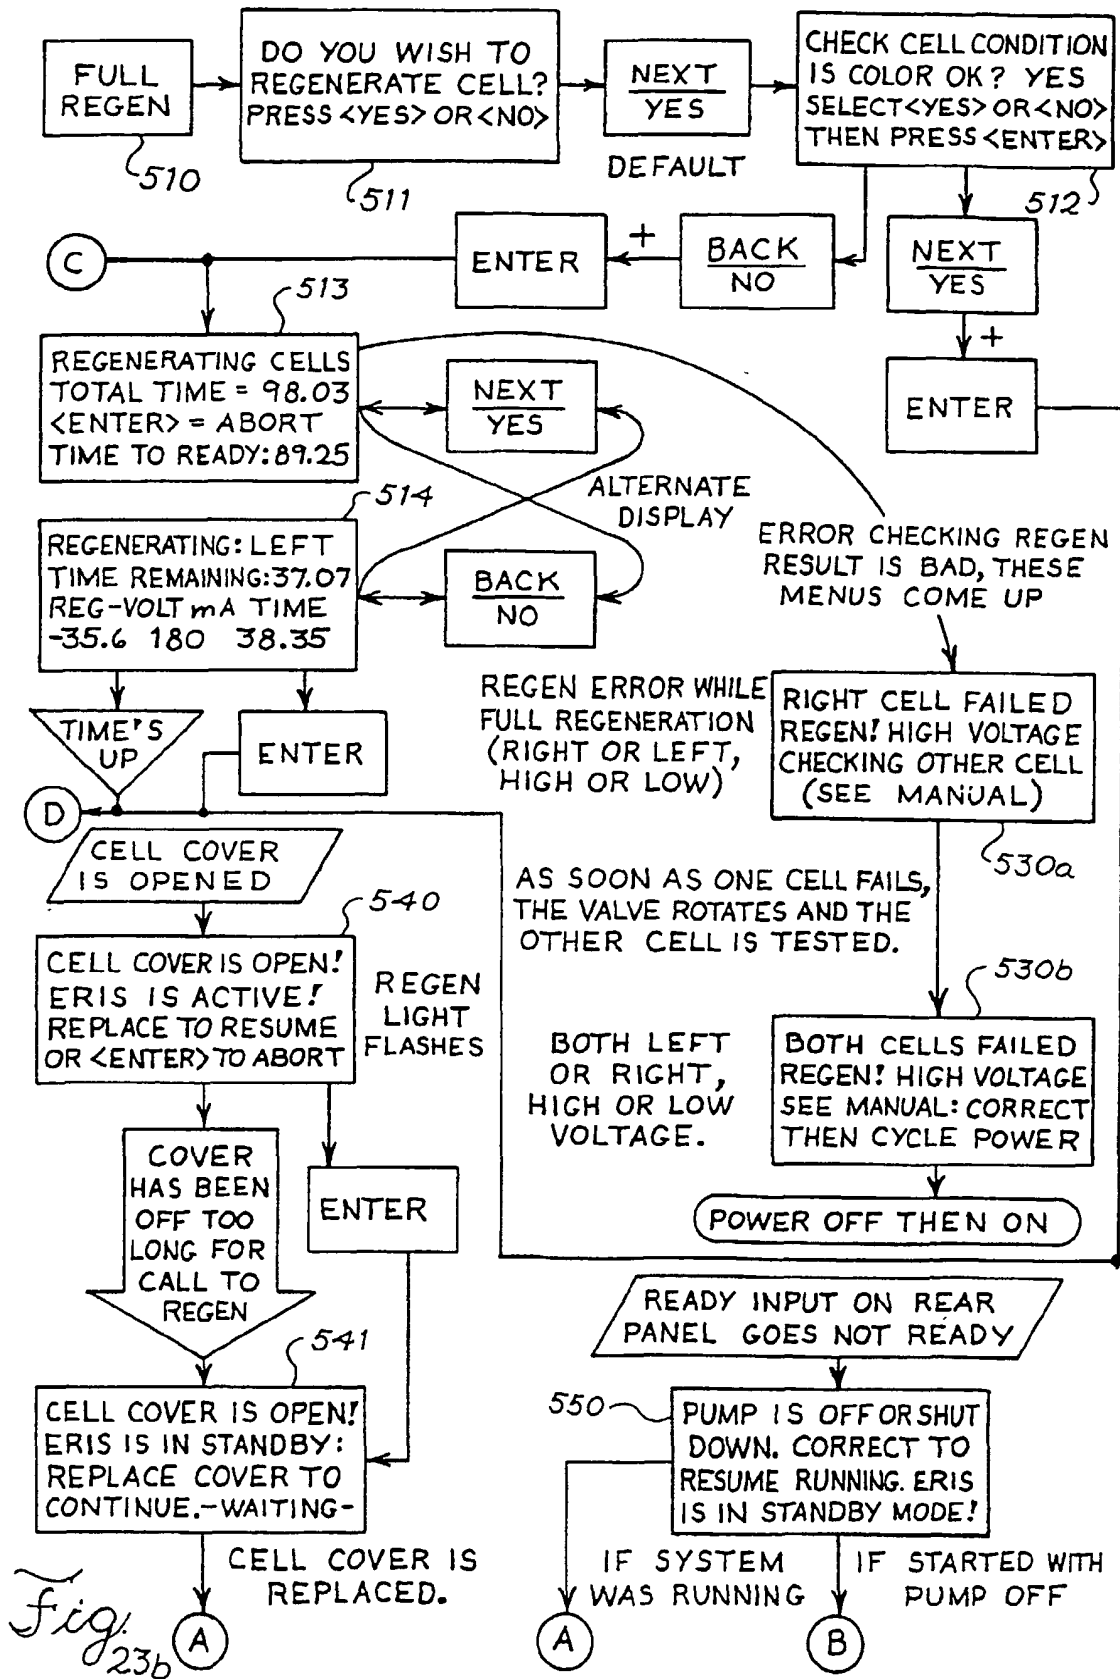 FULL
REGEN
510
DO YOU WISH TO
REGENERATE CELL?
PRESS <YES> OR <NO>
511
NEXT
YES
DEFAULT
CHECK CELL CONDITION
IS COLOR OK? YES
SELECT <YES> OR <NO>
THEN PRESS <ENTER>
512
C
ENTER
+
BACK
NO
NEXT
YES
+
ENTER
513
REGENERATING CELLS
TOTAL TIME = 98.03
<ENTER> = ABORT
TIME TO READY: 89.25
NEXT
YES
514
REGENERATING: LEFT
TIME REMAINING: 37.07
REG-VOLT mA TIME
-35.6 180 38.35
ALTERNATE
DISPLAY
BACK
NO
ERROR CHECKING REGEN
RESULT IS BAD, THESE
MENUS COME UP
TIME'S
UP
ENTER
D
REGEN ERROR WHILE
FULL REGENERATION
(RIGHT OR LEFT,
HIGH OR LOW)
RIGHT CELL FAILED
REGEN! HIGH VOLTAGE
CHECKING OTHER CELL
(SEE MANUAL)
530a
CELL COVER
IS OPENED
540
CELL COVER IS OPEN!
ERIS IS ACTIVE!
REPLACE TO RESUME
OR <ENTER> TO ABORT
REGEN
LIGHT
FLASHES
AS SOON AS ONE CELL FAILS,
THE VALVE ROTATES AND THE
OTHER CELL IS TESTED.
530b
BOTH LEFT
OR RIGHT,
HIGH OR LOW
VOLTAGE.
BOTH CELLS FAILED
REGEN! HIGH VOLTAGE
SEE MANUAL: CORRECT
THEN CYCLE POWER
POWER OFF THEN ON
COVER
HAS BEEN
OFF TOO
LONG FOR
CALL TO
REGEN
ENTER
541
CELL COVER IS OPEN!
ERIS IS IN STANDBY:
REPLACE COVER TO
CONTINUE.-WAITING-
CELL COVER IS
REPLACED.
A
READY INPUT ON REAR
PANEL GOES NOT READY
550
PUMP IS OFF OR SHUT
DOWN. CORRECT TO
RESUME RUNNING. ERIS
IS IN STANDBY MODE!
IF SYSTEM
WAS RUNNING
IF STARTED WITH
PUMP OFF
A
B
Fig. 23b